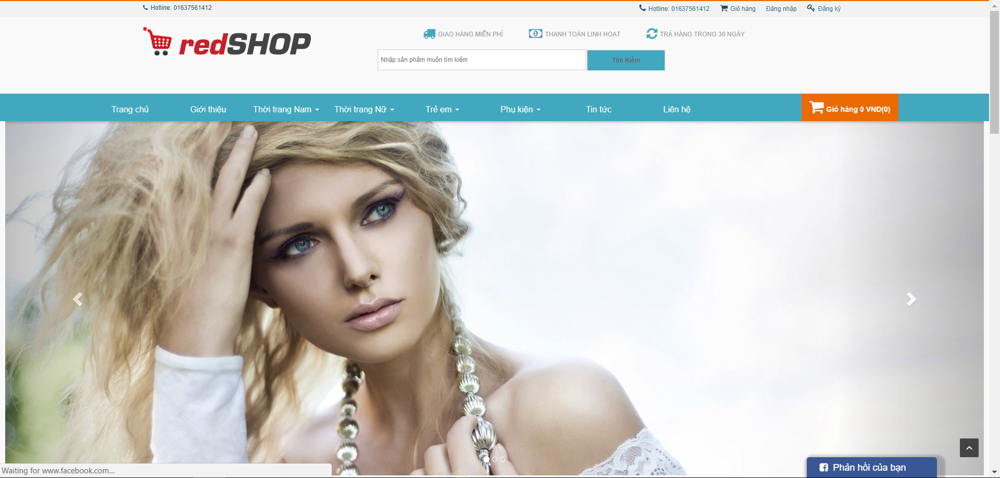 Hotline: 01637561412
Hotline: 01637561412 Giỏ hàng Đăng nhập Đăng ký
redSHOP
GIAO HÀNG MIỄN PHÍ THANH TOÁN LINH HOẠT TRẢ HÀNG TRONG 30 NGÀY
Nhập sản phẩm muốn tìm kiếm Tìm Kiếm
Trang chủ Giới thiệu Thời trang Nam Thời trang Nữ Trẻ em Phụ kiện Tin tức Liên hệ Giỏ hàng 0 VNĐ(0)
Phản hồi của bạn
Waiting for www.facebook.com...